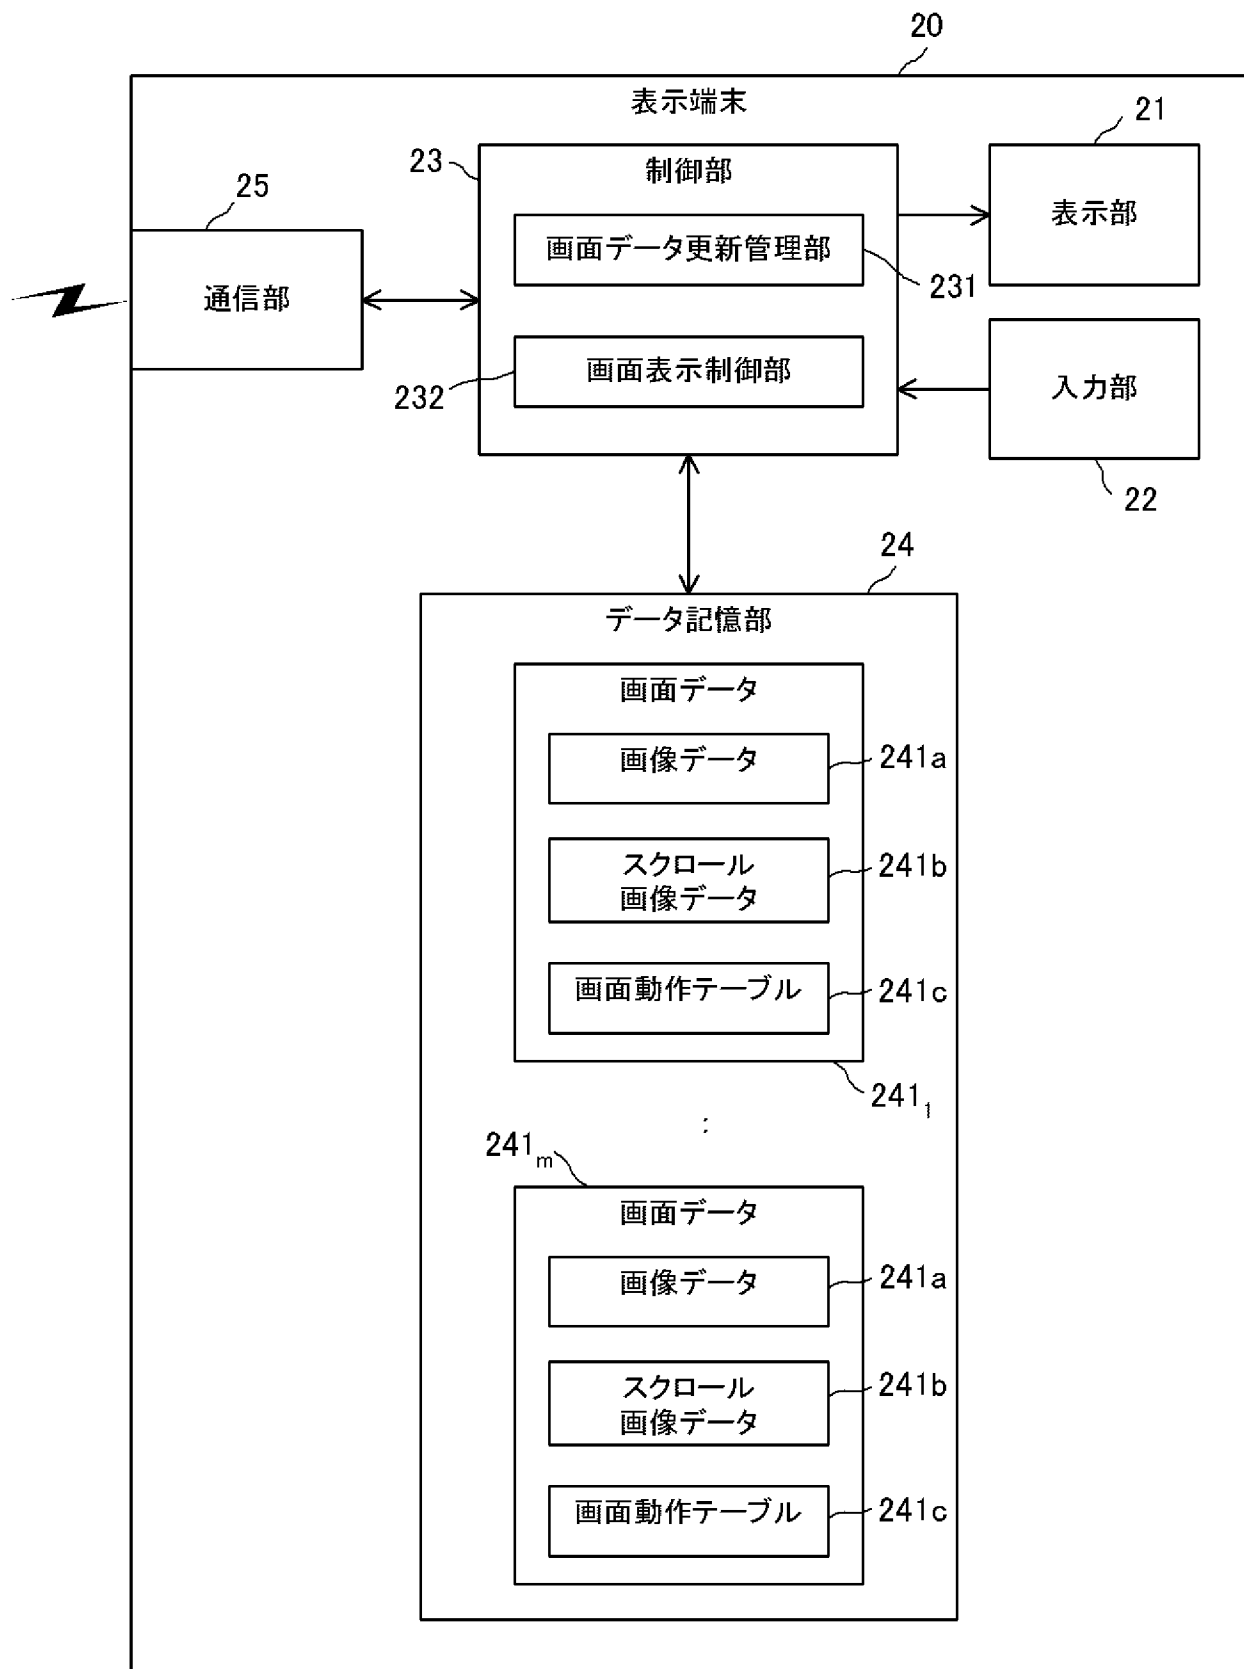 20
表示端末
21
23
制御部
25
表示部
画面データ更新管理部
231
通信部
画面表示制御部
232
入力部
22
24
データ記憶部
画面データ
画像データ
241a
スクロール
画像データ
241b
画面動作テーブル
241c
241₁
:
241ₘ
画面データ
画像データ
241a
スクロール
画像データ
241b
画面動作テーブル
241c